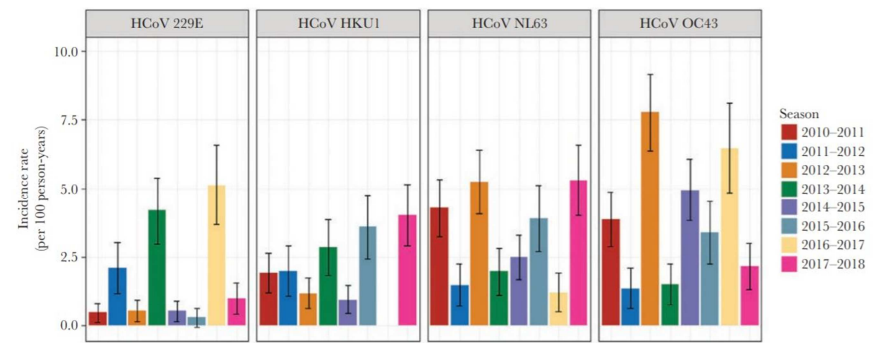 HCoV 229E
HCoV HKU1
HCoV NL63
HCoV OC43
10.0
7.5
5.0
2.5
0.0
Incidence rate
(per 100 person-years)
Season
2010–2011
2011–2012
2012–2013
2013–2014
2014–2015
2015–2016
2016–2017
2017–2018